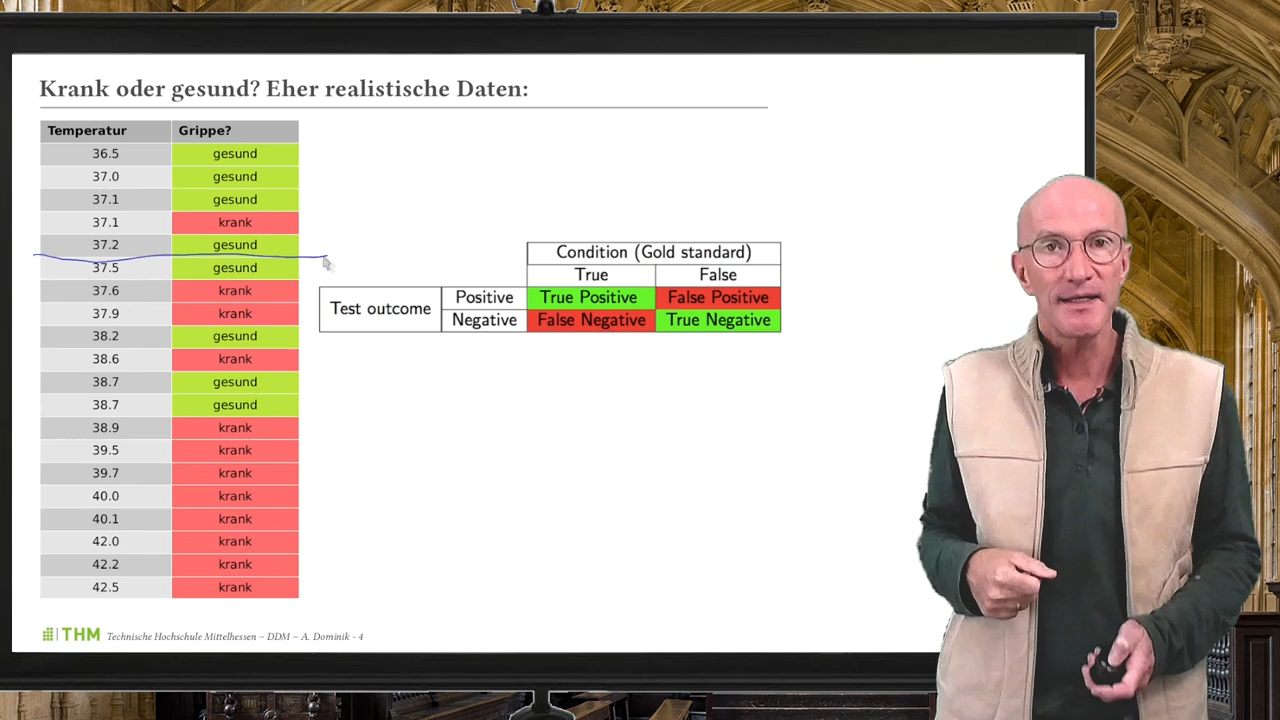 Krank oder gesund? Eher realistische Daten:
Temperatur Grippe?
36.5 gesund
37.0 gesund
37.1 gesund
37.1 krank
37.2 gesund
37.5 gesund
37.6 krank
37.9 krank
38.2 gesund
38.6 krank
38.7 gesund
38.7 gesund
38.9 krank
39.5 krank
39.7 krank
40.0 krank
40.1 krank
42.0 krank
42.2 krank
42.5 krank
Condition (Gold standard)
True False
Test outcome Positive True Positive False Positive
Negative False Negative True Negative
THM Technische Hochschule Mittelhessen – DDM – A. Dominik - 4